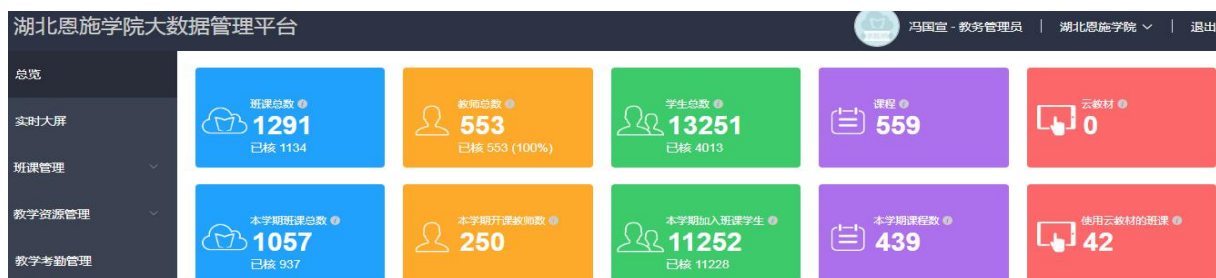 湖北恩施学院大数据管理平台
冯国宣 - 教务管理员 | 湖北恩施学院 | 退出
总览
实时大屏
班课管理
教学资源管理
教学考勤管理
班课总数
1291
已核 1134
教师总数
553
已核 553 (100%)
学生总数
13251
已核 4013
课程
559
云教材
0
本学期班课总数
1057
已核 937
本学期开课教师数
250
本学期加入班课学生
11252
已核 11228
本学期课程数
439
使用云教材的班课
42